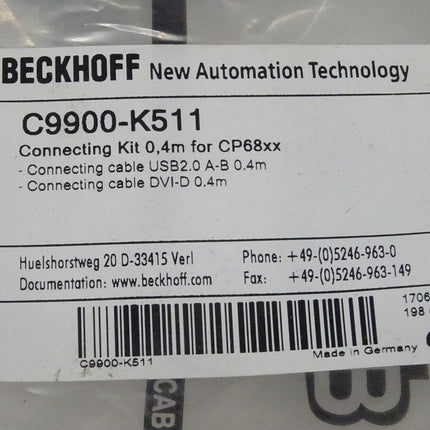 BECKHOFF New Automation Technology
C9900-K511
Connecting Kit 0,4m for CP68xx
- Connecting cable USB2.0 A-B 0.4m
- Connecting cable DVI-D 0.4m
Huelshorstweg 20 D-33415 Verl Phone: +49-(0)5246-963-0
Documentation: www.beckhoff.com Fax: +49-(0)5246-963-149
1706
198
C9900-K511 Made in Germany
CAB